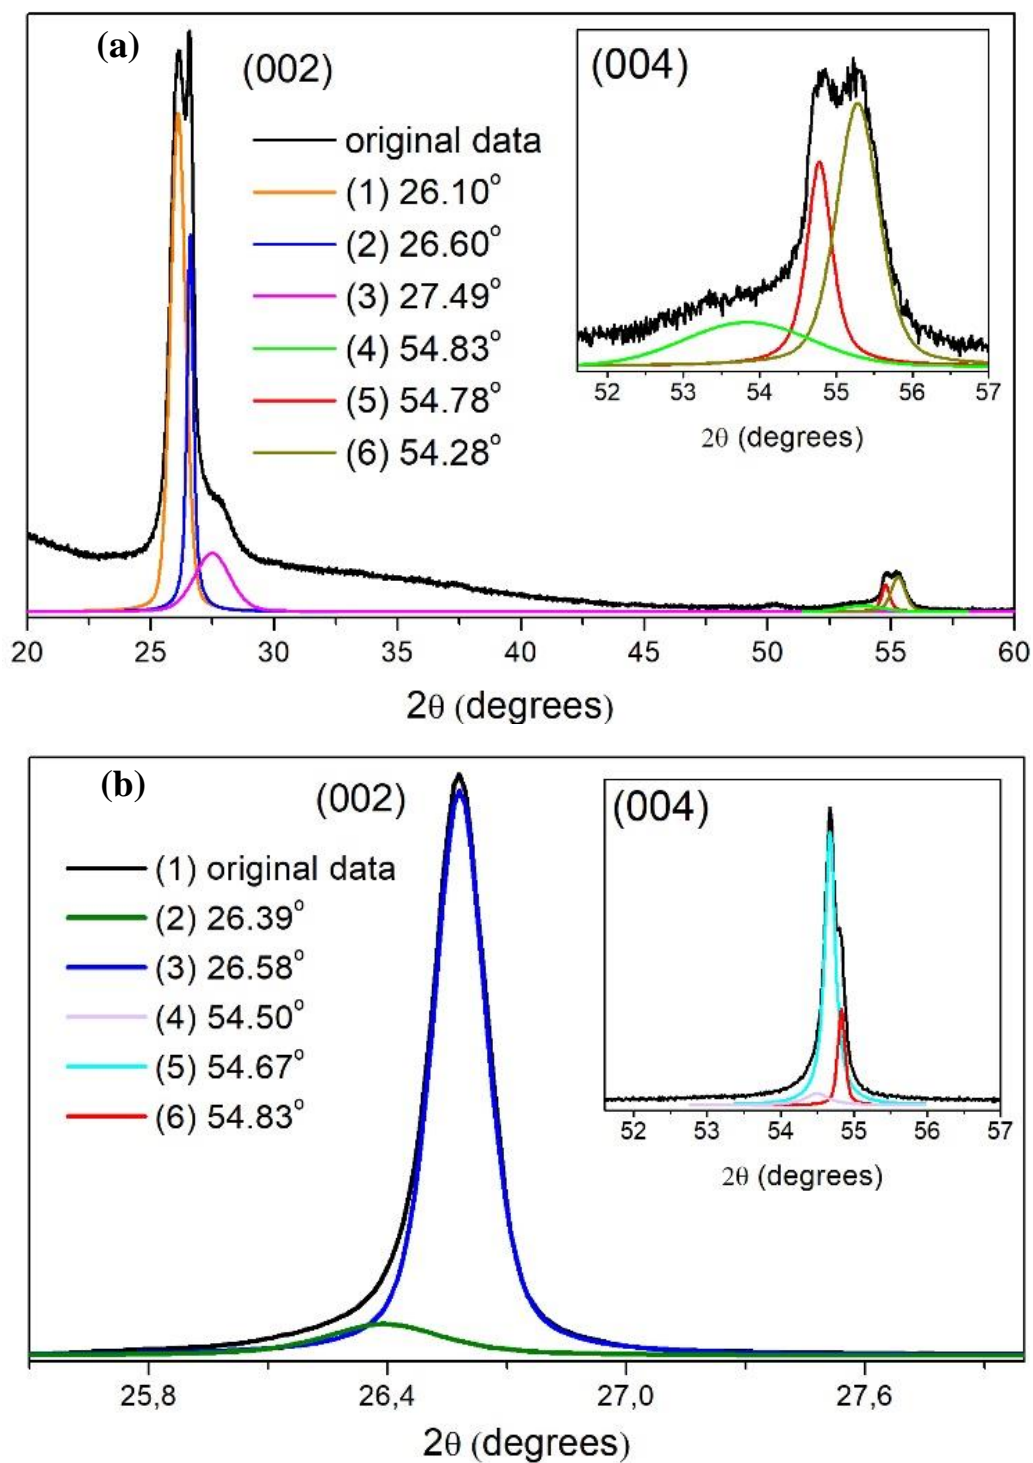 (a)
(002)
original data
(1) 26.10°
(2) 26.60°
(3) 27.49°
(4) 54.83°
(5) 54.78°
(6) 54.28°
(004)
52 53 54 55 56 57
2θ (degrees)
20 25 30 35 40 45 50 55 60
2θ (degrees)
(b)
(002)
(1) original data
(2) 26.39°
(3) 26.58°
(4) 54.50°
(5) 54.67°
(6) 54.83°
(004)
52 53 54 55 56 57
2θ (degrees)
25,8 26,4 27,0 27,6
2θ (degrees)